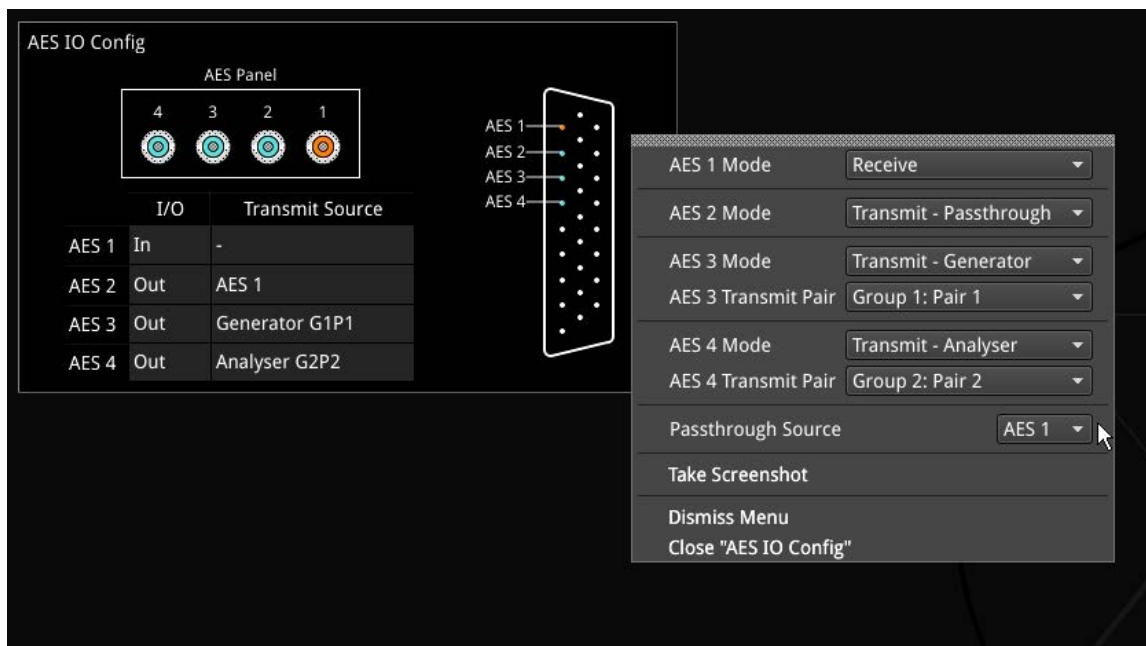 AES IO Config
AES Panel
4 3 2 1
AES 1
AES 2
AES 3
AES 4
I/O Transmit Source
AES 1 In -
AES 2 Out AES 1
AES 3 Out Generator G1P1
AES 4 Out Analyser G2P2
AES 1 Mode Receive
AES 2 Mode Transmit - Passthrough
AES 3 Mode Transmit - Generator
AES 3 Transmit Pair Group 1: Pair 1
AES 4 Mode Transmit - Analyser
AES 4 Transmit Pair Group 2: Pair 2
Passthrough Source AES 1
Take Screenshot
Dismiss Menu
Close "AES IO Config"